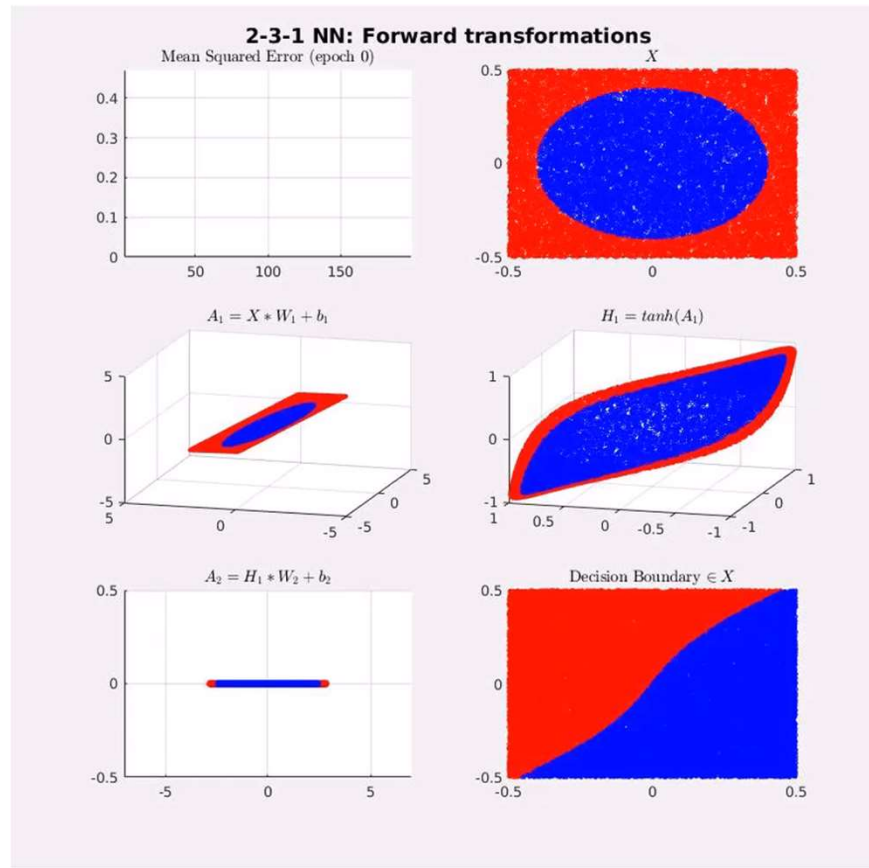 2-3-1 NN: Forward transformations
Mean Squared Error (epoch 0)
0.4
0.3
0.2
0.1
0
50 100 150
X
0.5
0
-0.5
-0.5 0 0.5
A₁ = X ∗ W₁ + b₁
5
0
-5
5 0 -5
-5 0 5
H₁ = tanh(A₁)
1
0
-1
1 0.5 0 -0.5 -1
-1 0 1
A₂ = H₁ ∗ W₂ + b₂
0.5
0
-0.5
-5 0 5
Decision Boundary ∈ X
0.5
0
-0.5
-0.5 0 0.5